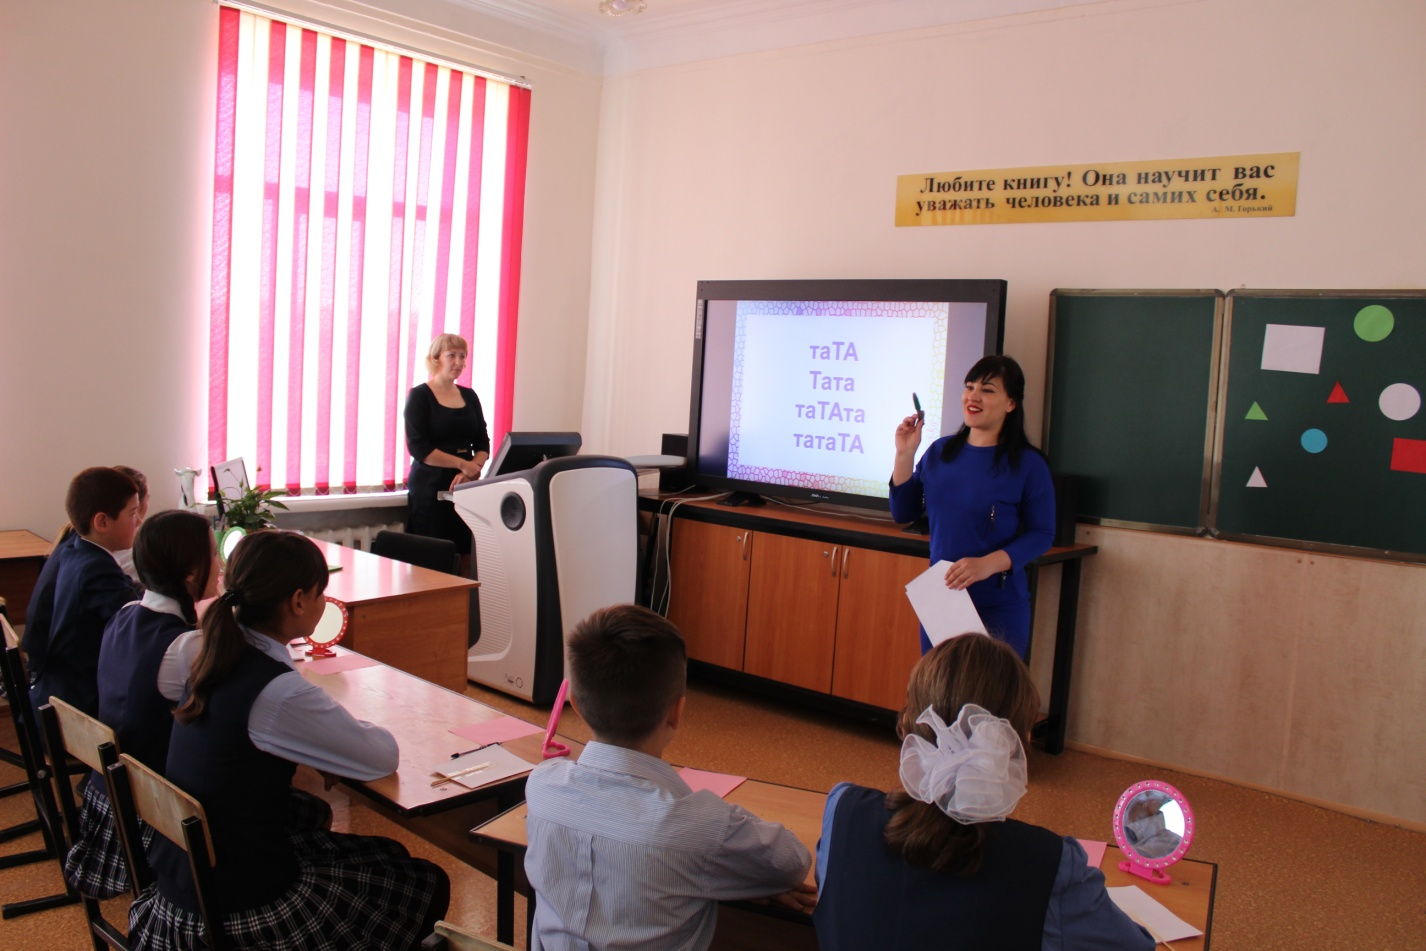 Любите книгу! Она научит вас
уважать человека и самих себя.
А. М. Горький
таТА
Тата
таТАта
татаТА